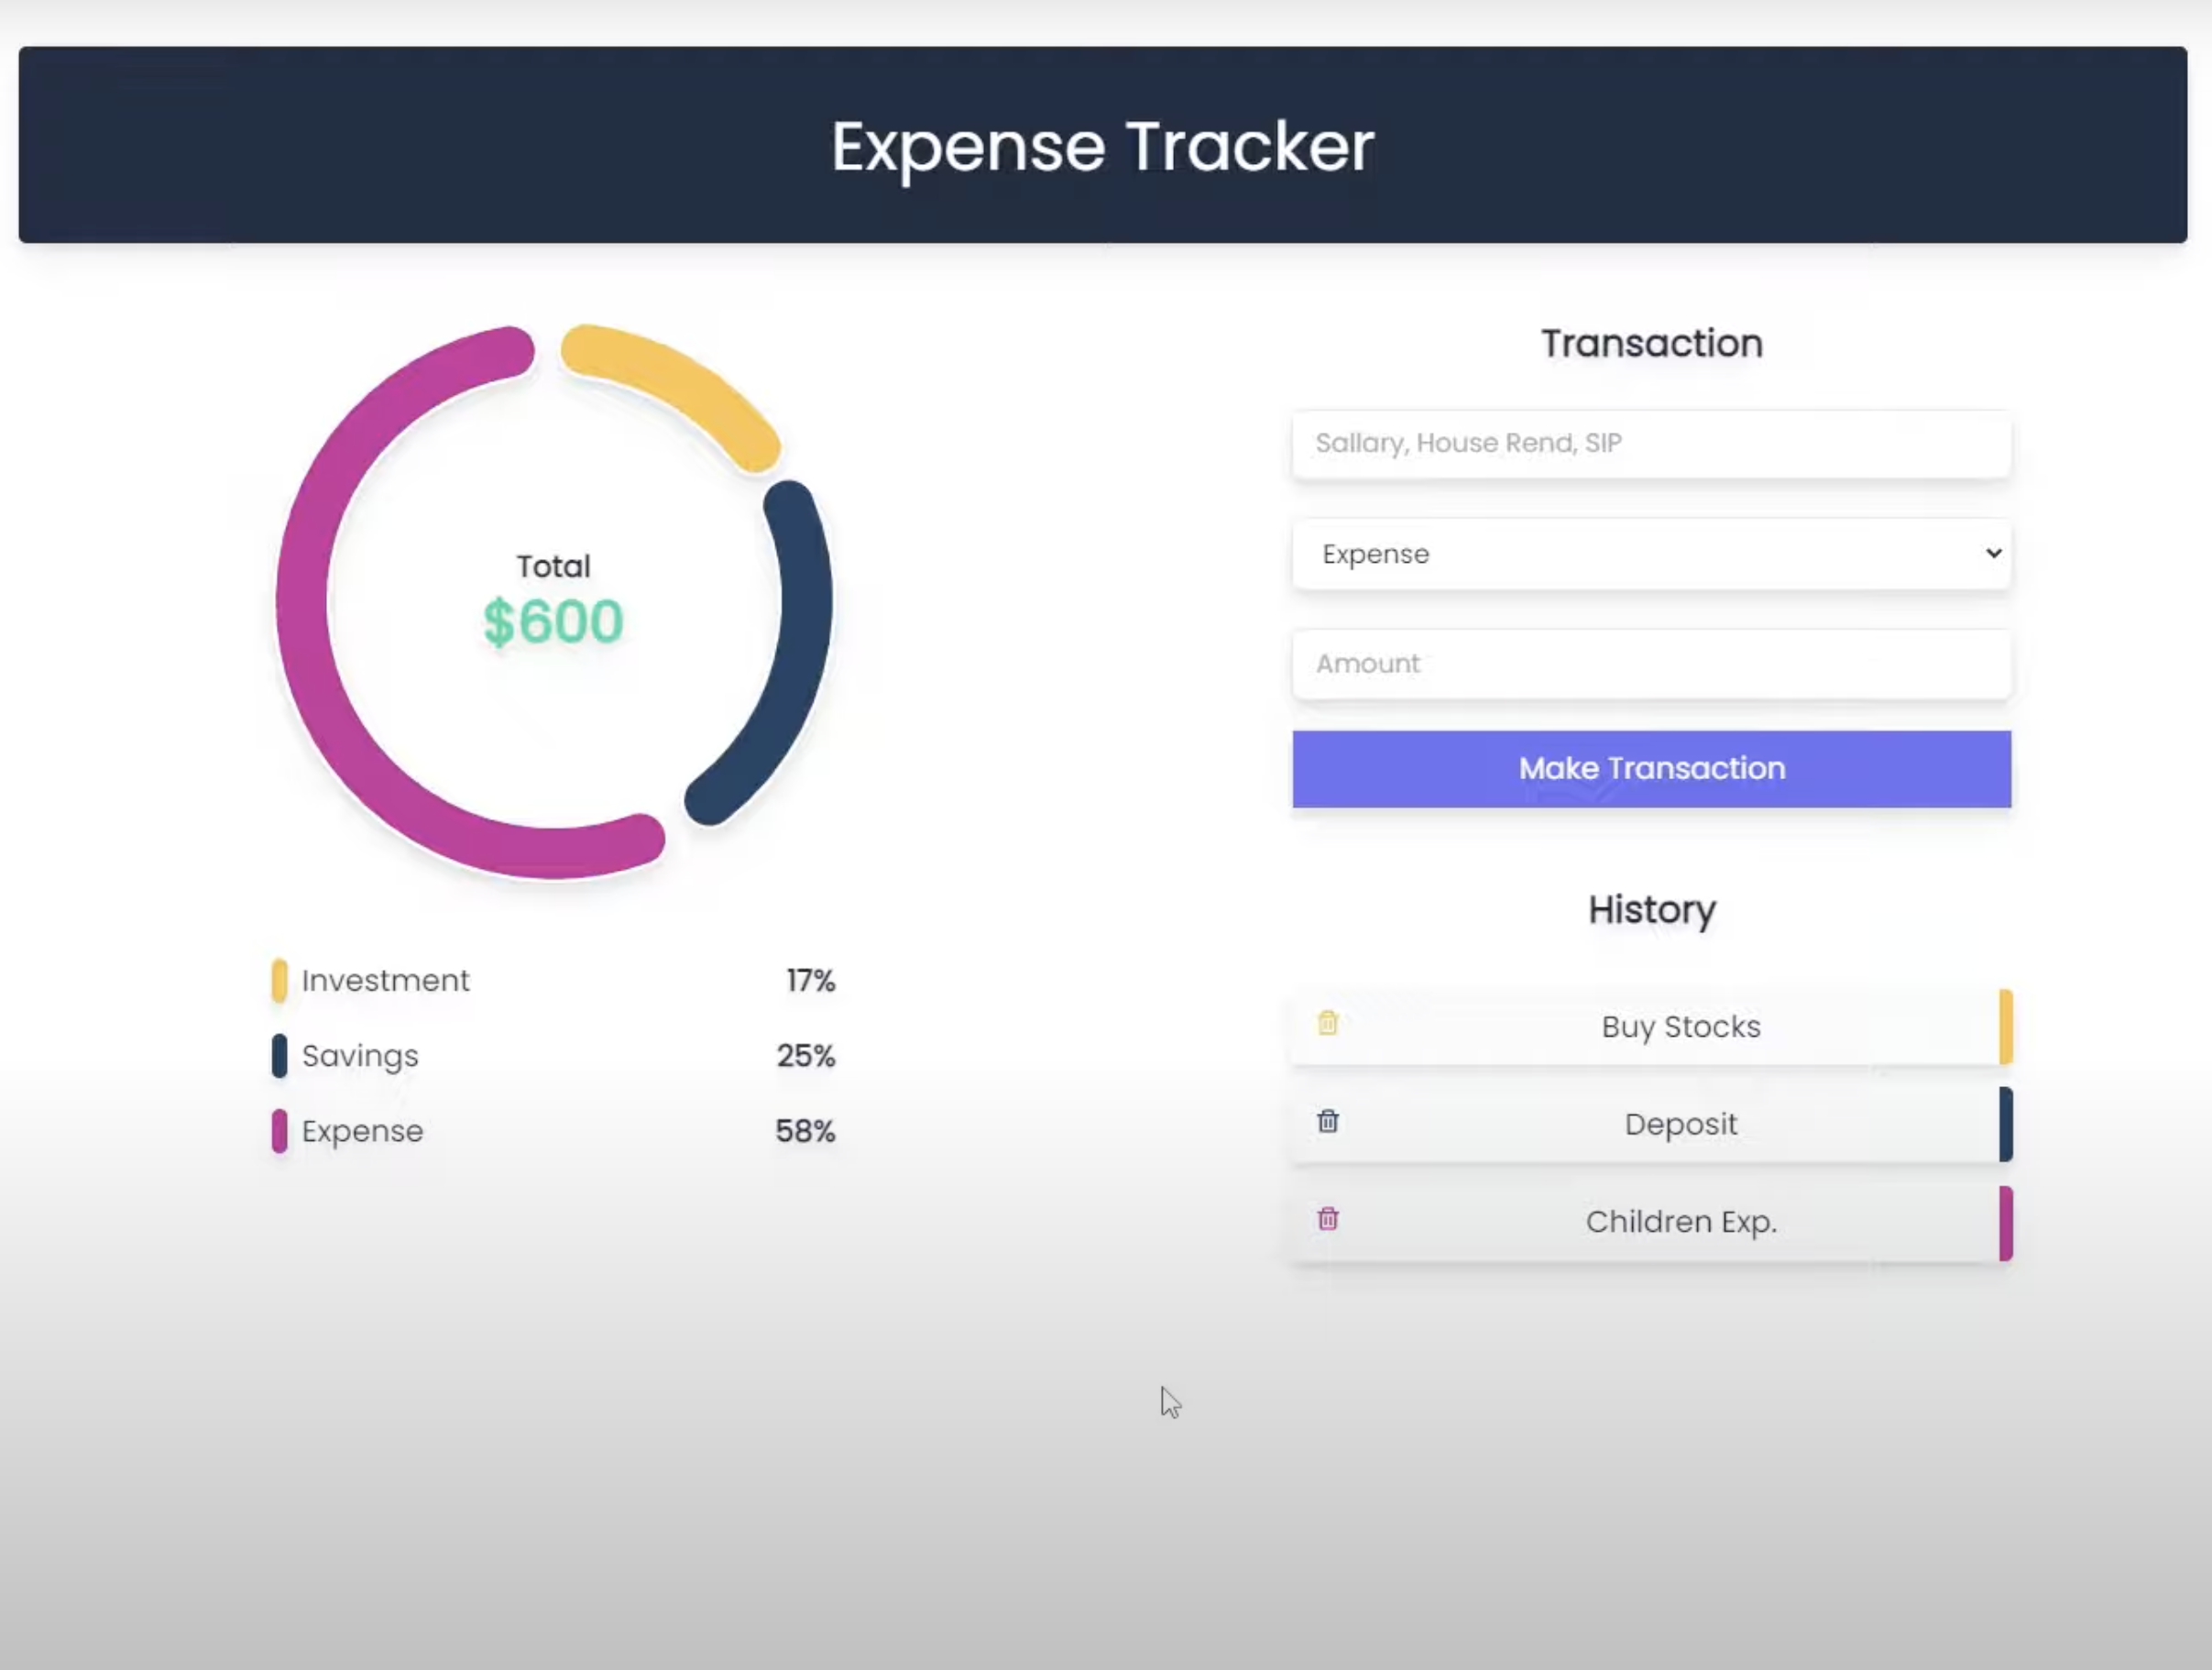 Expense Tracker
Total
$600
Investment 17%
Savings 25%
Expense 58%
Transaction
Sallary, House Rend, SIP
Expense
Amount
Make Transaction
History
Buy Stocks
Deposit
Children Exp.